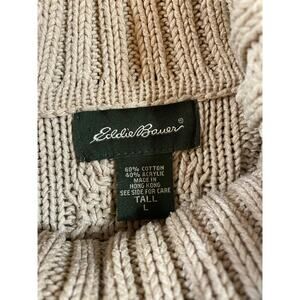 Eddie Bauer®
60% COTTON
40% ACRYLIC
MADE IN
HONG KONG
SEE SIDE FOR CARE
TALL
L